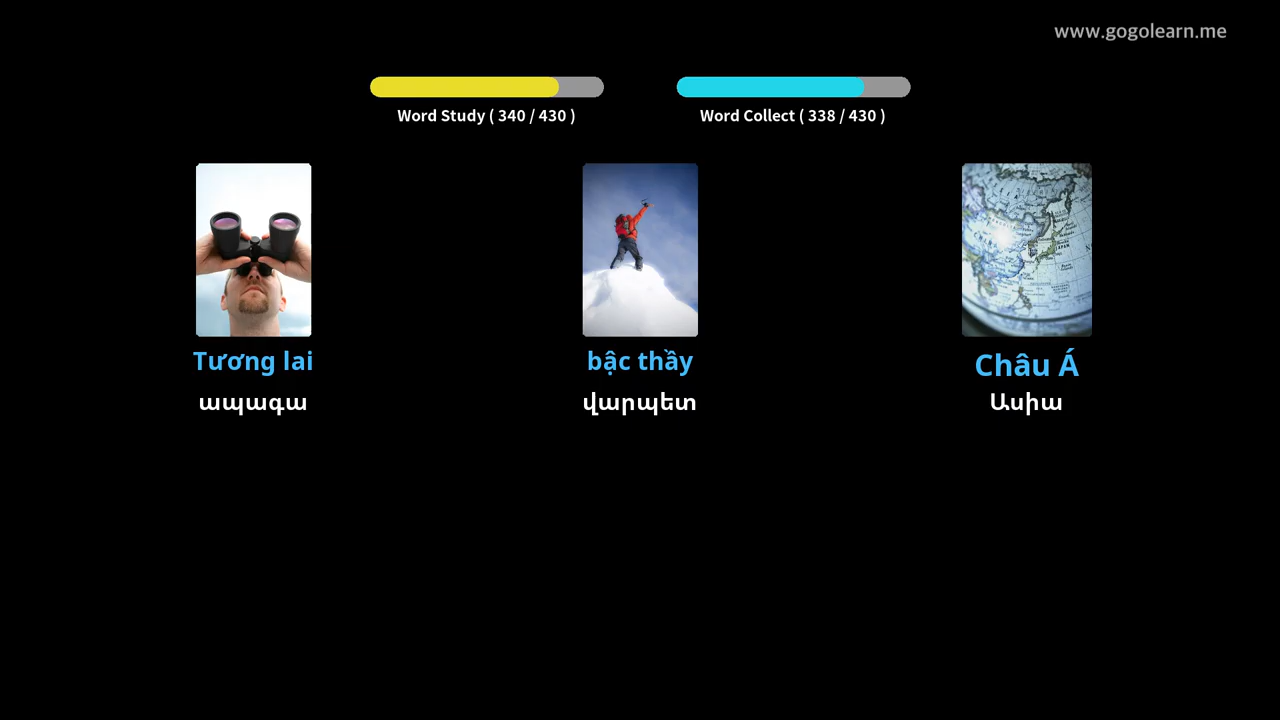 www.gogolearn.me
Word Study ( 340 / 430 )
Word Collect ( 338 / 430 )
Tương lai
bậc thầy
Châu Á
ապագա
վարպետ
Ասիա